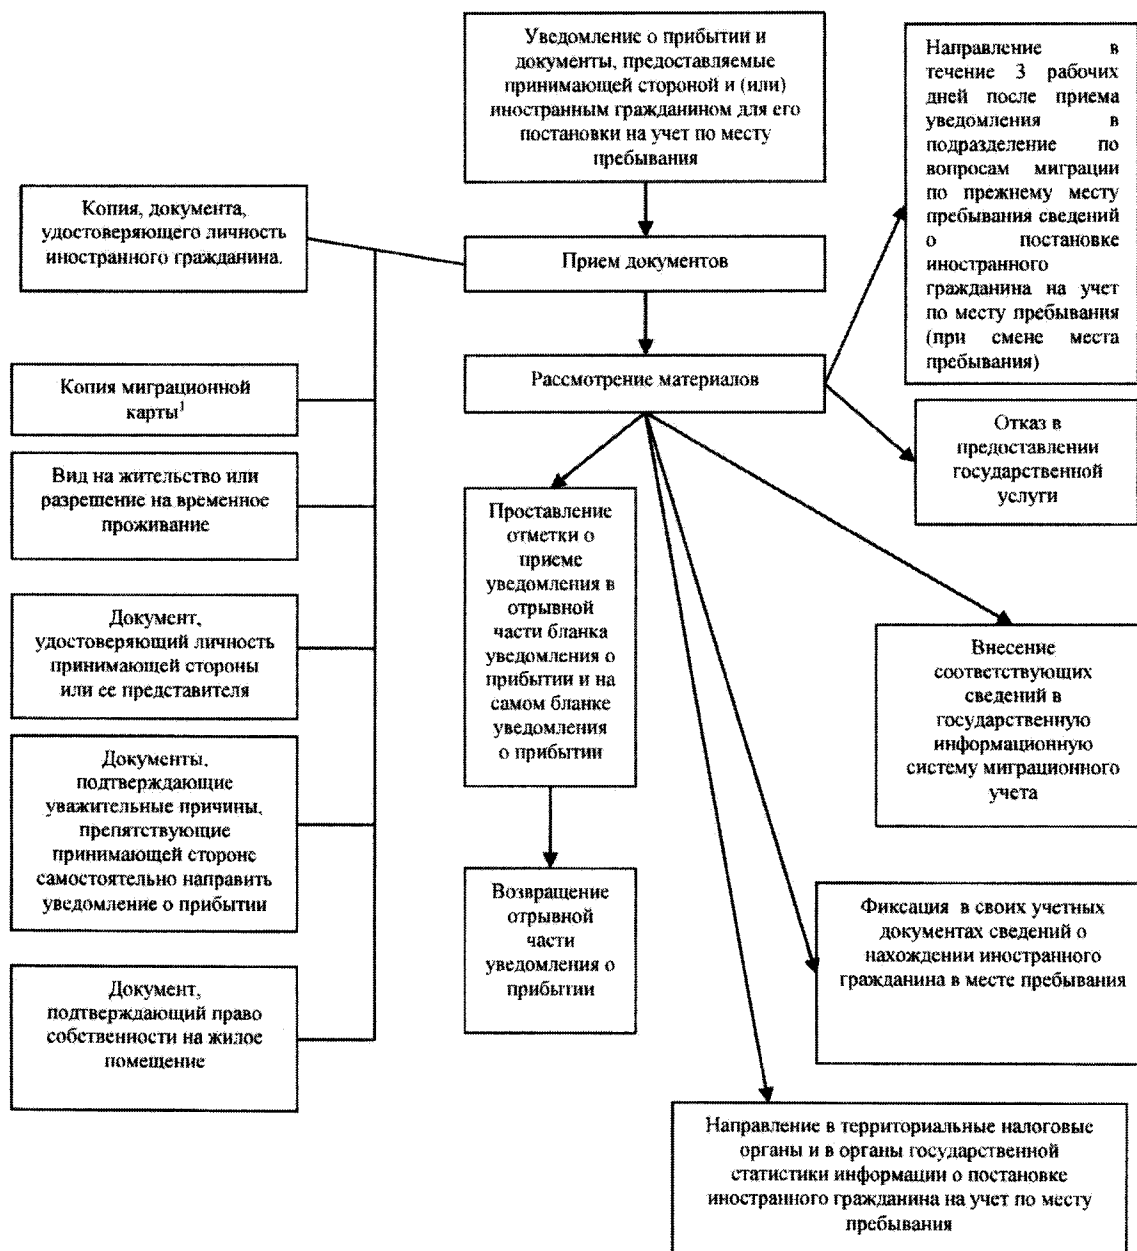 Уведомление о прибытии и
документы, предоставляемые
принимающей стороной и (или)
иностранным гражданином для его
постановки на учет по месту
пребывания
Направление в
течение 3 рабочих
дней после приема
уведомления в
подразделение по
вопросам миграции
по прежнему месту
пребывания сведений
о постановке
иностранного
гражданина на учет
по месту пребывания
(при смене места
пребывания)
Копия, документа,
удостоверяющего личность
иностранного гражданина.
Прием документов
Рассмотрение материалов
Копия миграционной
карты¹
Отказ в
предоставлении
государственной
услуги
Вид на жительство или
разрешение на временное
проживание
Проставление
отметки о
приеме
уведомления в
отрывной
части бланка
уведомления о
прибытии и на
самом бланке
уведомления
о прибытии
Документ,
удостоверяющий личность
принимающей стороны
или ее представителя
Внесение
соответствующих
сведений в
государственную
информационную
систему миграционного
учета
Документы,
подтверждающие
уважительные причины,
препятствующие
принимающей стороне
самостоятельно направить
уведомление о прибытии
Возвращение
отрывной
части
уведомления о
прибытии
Фиксация в своих учетных
документах сведений о
нахождении иностранного
гражданина в месте пребывания
Документ,
подтверждающий право
собственности на жилое
помещение
Направление в территориальные налоговые
органы и в органы государственной
статистики информации о постановке
иностранного гражданина на учет по месту
пребывания